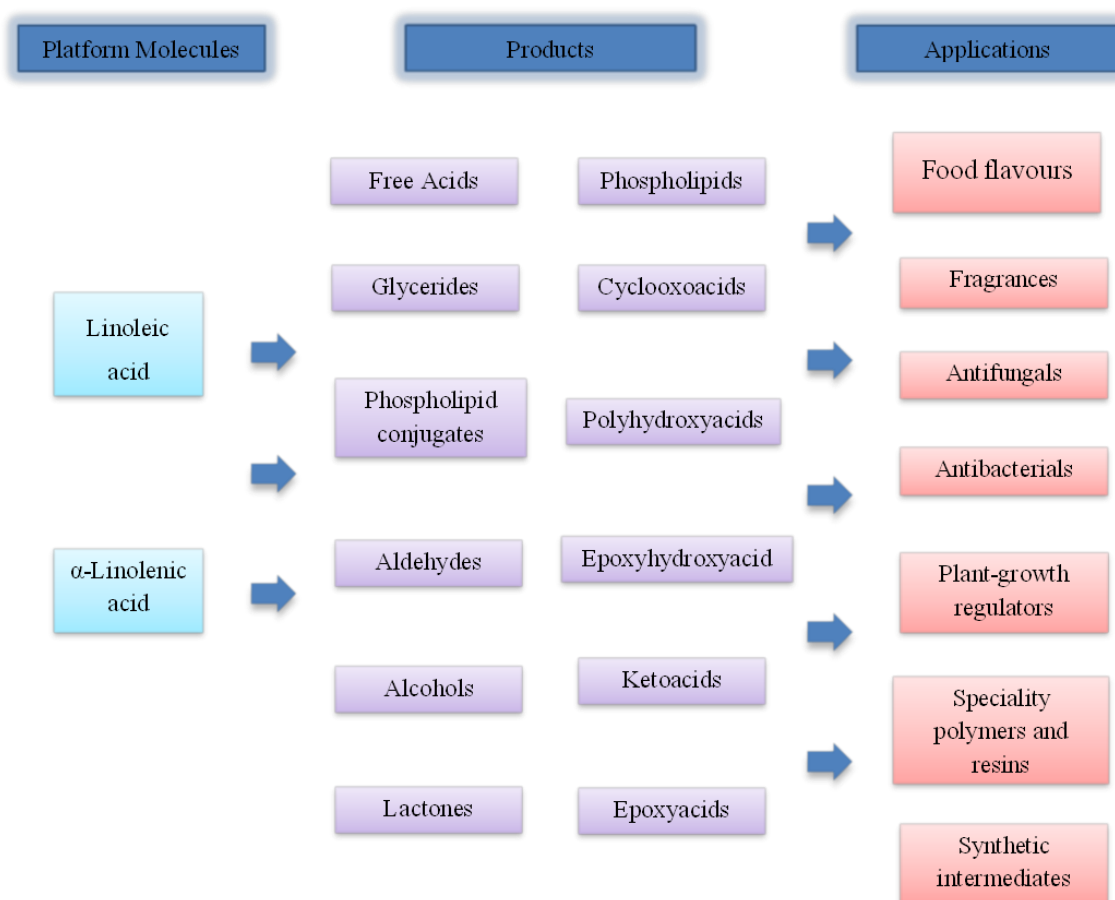 Platform Molecules
Products
Applications
Free Acids
Phospholipids
Food flavours
Glycerides
Cyclooxoacids
Fragrances
Linoleic
acid
Antifungals
Phospholipid
conjugates
Polyhydroxyacids
Antibacterials
α-Linolenic
acid
Aldehydes
Epoxyhydroxyacid
Plant-growth
regulators
Alcohols
Ketoacids
Speciality
polymers and
resins
Lactones
Epoxyacids
Synthetic
intermediates